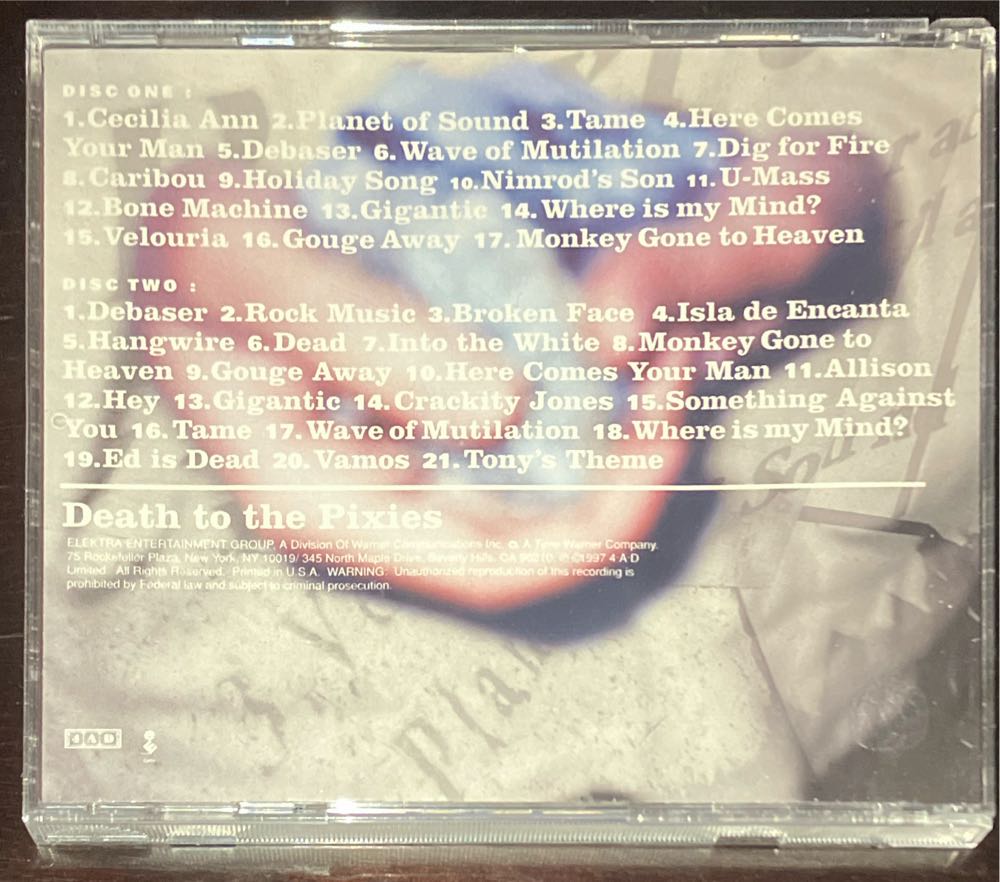 DISC ONE :
1.Cecilia Ann 2.Planet of Sound 3.Tame 4.Here Comes
Your Man 5.Debaser 6.Wave of Mutilation 7.Dig for Fire
8.Caribou 9.Holiday Song 10.Nimrod's Son 11.U-Mass
12.Bone Machine 13.Gigantic 14.Where is my Mind?
15.Velouria 16.Gouge Away 17.Monkey Gone to Heaven
DISC TWO :
1.Debaser 2.Rock Music 3.Broken Face 4.Isla de Encanta
5.Hangwire 6.Dead 7.Into the White 8.Monkey Gone to
Heaven 9.Gouge Away 10.Here Comes Your Man 11.Allison
12.Hey 13.Gigantic 14.Crackity Jones 15.Something Against
You 16.Tame 17.Wave of Mutilation 18.Where is my Mind?
19.Ed is Dead 20.Vamos 21.Tony's Theme
Death to the Pixies
ELEKTRA ENTERTAINMENT GROUP, A Division Of Warner Communications Inc. A Time Warner Company.
75 Rockefeller Plaza, New York, NY 10019/ 345 North Maple Drive, Beverly Hills, CA 90210. ℗©1997 4 A D
Limited. All Rights Reserved. Printed in U S A. WARNING: Unauthorized reproduction of this recording is
prohibited by Federal law and subject to criminal prosecution.
4AD